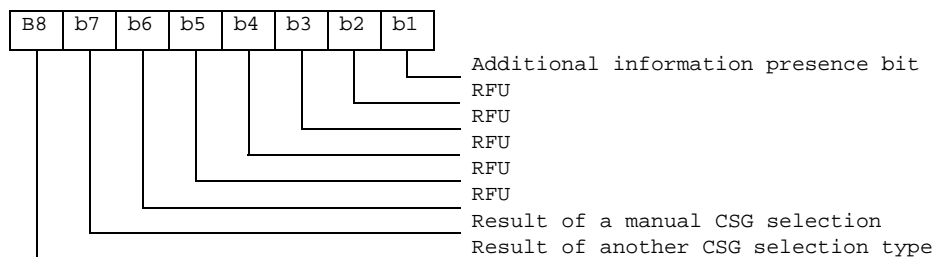 B8 b7 b6 b5 b4 b3 b2 b1
Additional information presence bit
RFU
RFU
RFU
RFU
RFU
Result of a manual CSG selection
Result of another CSG selection type